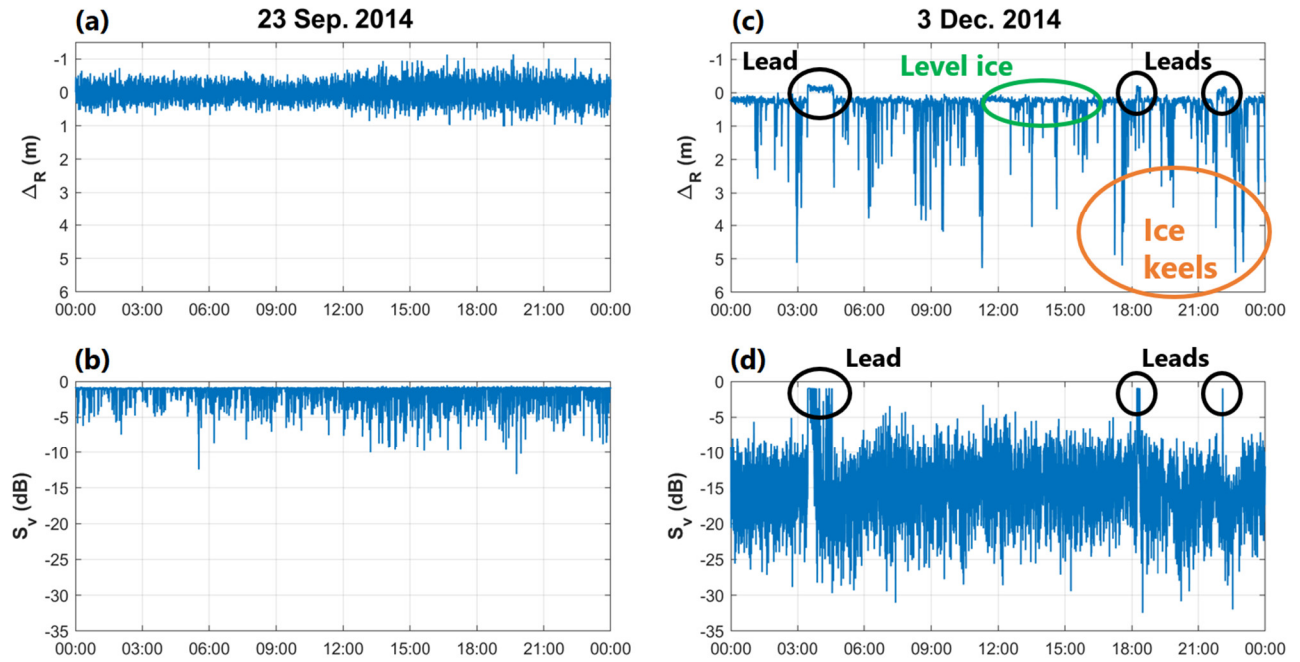 23 Sep. 2014
3 Dec. 2014
(a)
-1
0
1
2
3
4
5
6
Δ_R (m)
00:00 03:00 06:00 09:00 12:00 15:00 18:00 21:00 00:00
(c)
Lead
Level ice
Leads
Ice
keels
-1
0
1
2
3
4
5
6
Δ_R (m)
00:00 03:00 06:00 09:00 12:00 15:00 18:00 21:00 00:00
(b)
0
-5
-10
-15
-20
-25
-30
-35
S_v (dB)
00:00 03:00 06:00 09:00 12:00 15:00 18:00 21:00 00:00
(d)
Lead
Leads
0
-5
-10
-15
-20
-25
-30
-35
S_v (dB)
00:00 03:00 06:00 09:00 12:00 15:00 18:00 21:00 00:00